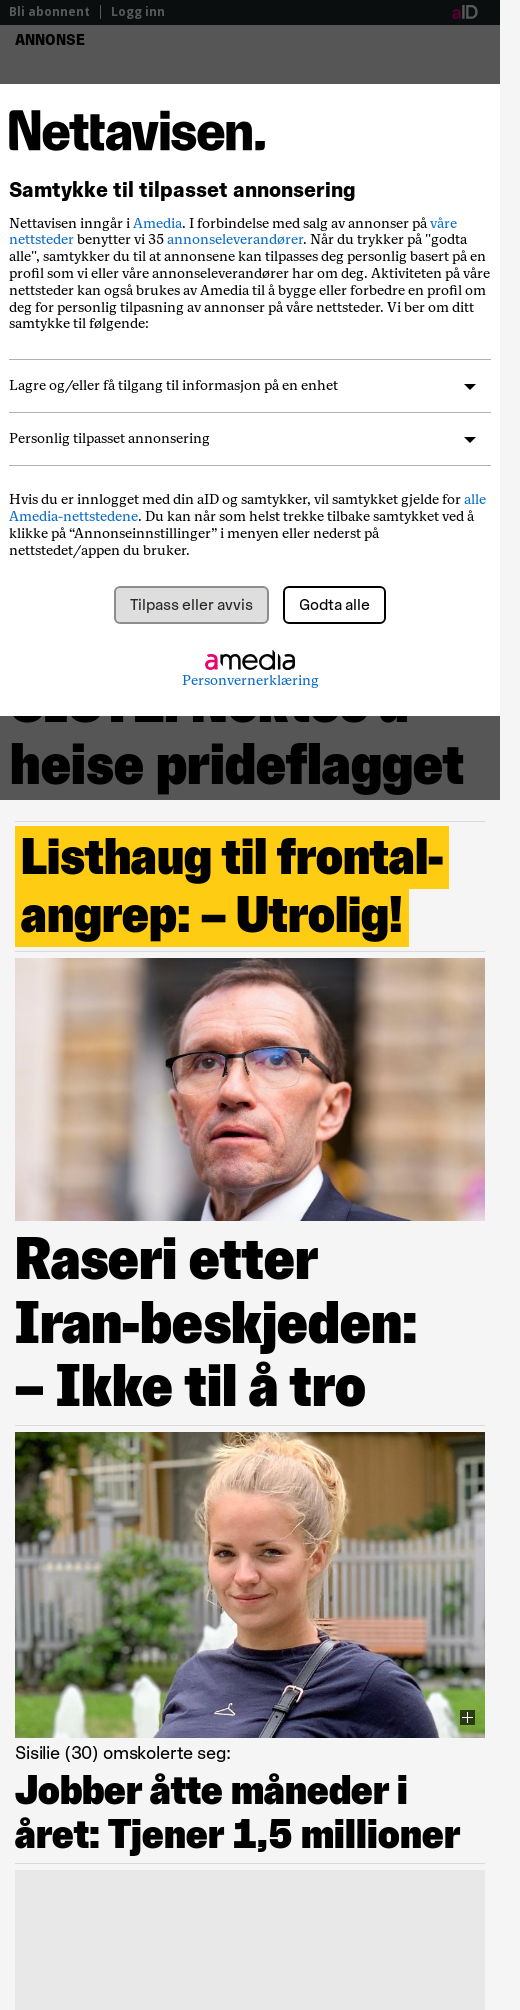 Bli abonnent
Logg inn
aID
ANNONSE
Nettavisen.
Samtykke til tilpasset annonsering
Nettavisen inngår i Amedia. I forbindelse med salg av annonser på våre
nettsteder benytter vi 35 annonseleverandører. Når du trykker på "godta
alle", samtykker du til at annonsene kan tilpasses deg personlig basert på en
profil som vi eller våre annonseleverandører har om deg. Aktiviteten på våre
nettsteder kan også brukes av Amedia til å bygge eller forbedre en profil om
deg for personlig tilpasning av annonser på våre nettsteder. Vi ber om ditt
samtykke til følgende:
Lagre og/eller få tilgang til informasjon på en enhet
Personlig tilpasset annonsering
Hvis du er innlogget med din aID og samtykker, vil samtykket gjelde for alle
Amedia-nettstedene. Du kan når som helst trekke tilbake samtykket ved å
klikke på “Annonseinnstillinger” i menyen eller nederst på
nettstedet/appen du bruker.
Tilpass eller avvis
Godta alle
amedia
Personvernerklæring
heise prideflagget
Listhaug til frontal-
angrep: – Utrolig!
Raseri etter
Iran-beskjeden:
– Ikke til å tro
Sisilie (30) omskolerte seg:
Jobber åtte måneder i
året: Tjener 1,5 millioner